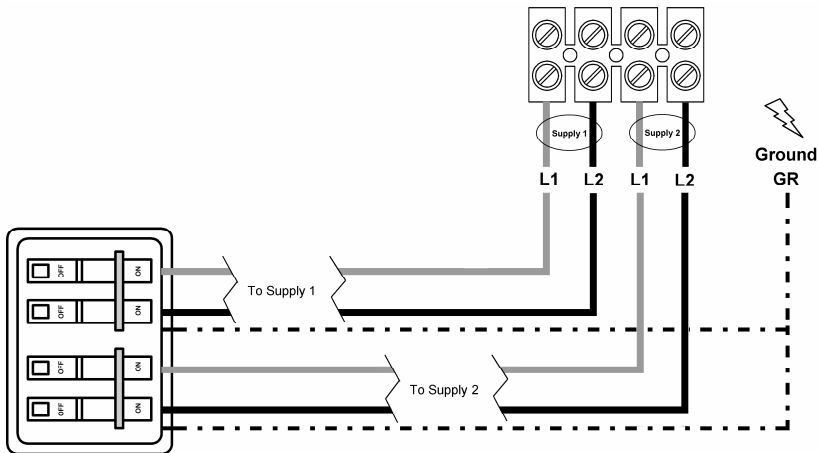 Supply 1
Supply 2
Ground
L1 L2 L1 L2 GR
OFF ON
To Supply 1
OFF ON
OFF ON
To Supply 2
OFF ON